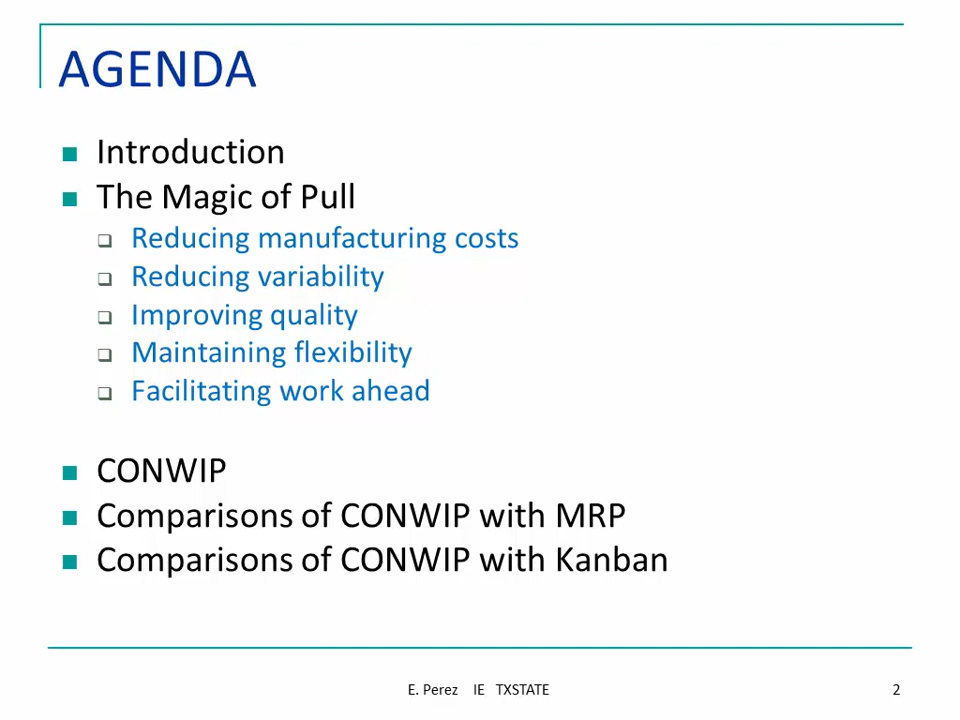 AGENDA
Introduction
The Magic of Pull
Reducing manufacturing costs
Reducing variability
Improving quality
Maintaining flexibility
Facilitating work ahead
CONWIP
Comparisons of CONWIP with MRP
Comparisons of CONWIP with Kanban
E. Perez IE TXSTATE
2